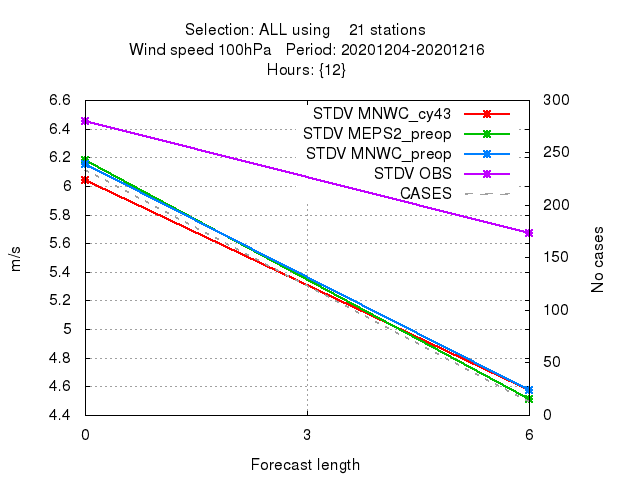 Selection: ALL using 21 stations
Wind speed 100hPa Period: 20201204-20201216
Hours: {12}
STDV MNWC_cy43
STDV MEPS2_preop
STDV MNWC_preop
STDV OBS
CASES
6.6
6.4
6.2
6
5.8
5.6
5.4
5.2
5
4.8
4.6
4.4
m/s
300
250
200
150
100
50
0
No cases
0 3 6
Forecast length